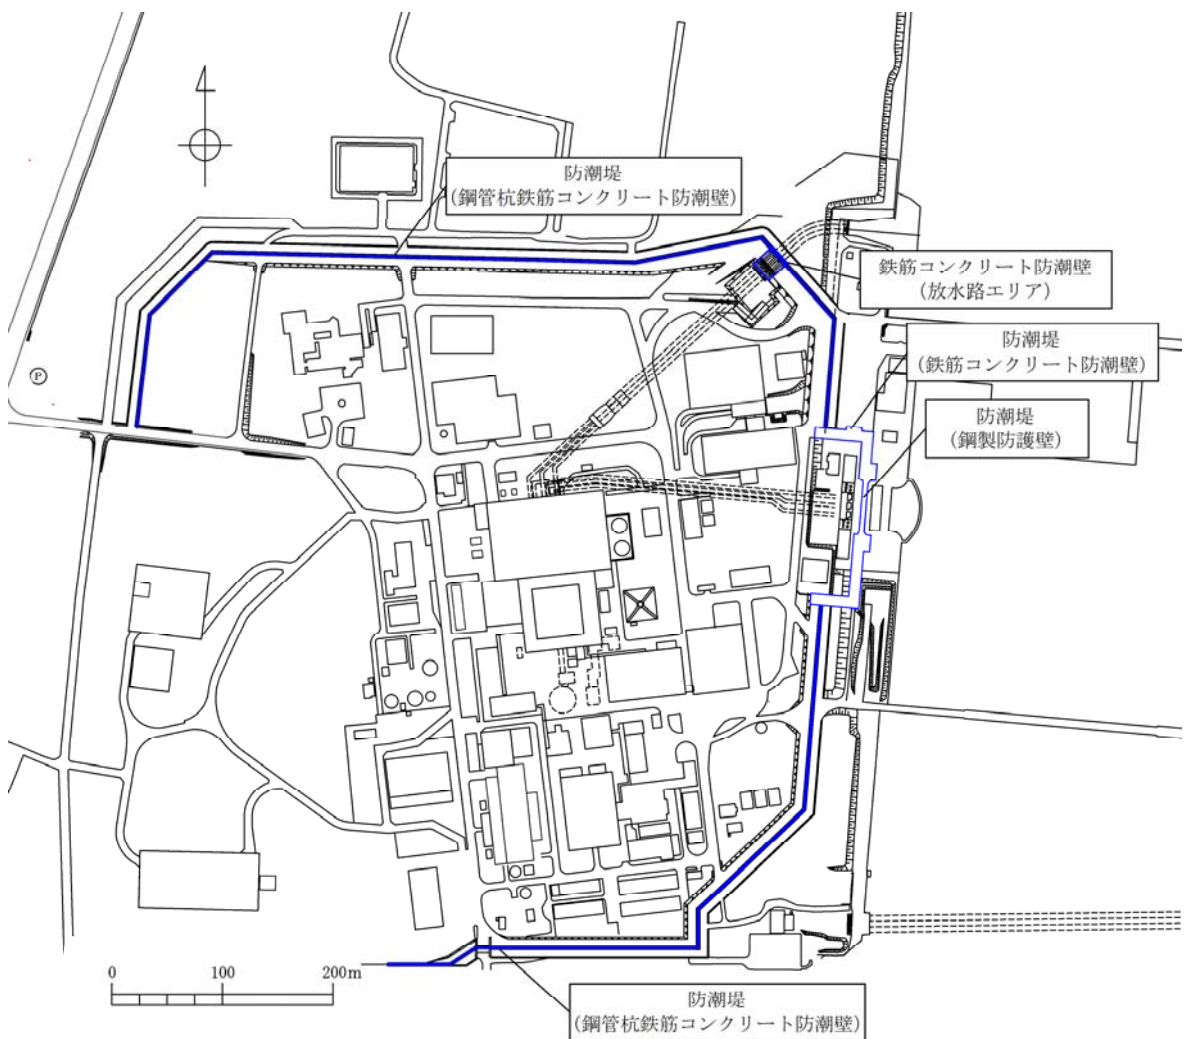 防潮堤
(鋼管杭鉄筋コンクリート防潮壁)
鉄筋コンクリート防潮壁
(放水路エリア)
防潮堤
(鉄筋コンクリート防潮壁)
P
防潮堤
(鋼製防護壁)
0 100 200m
防潮堤
(鋼管杭鉄筋コンクリート防潮壁)